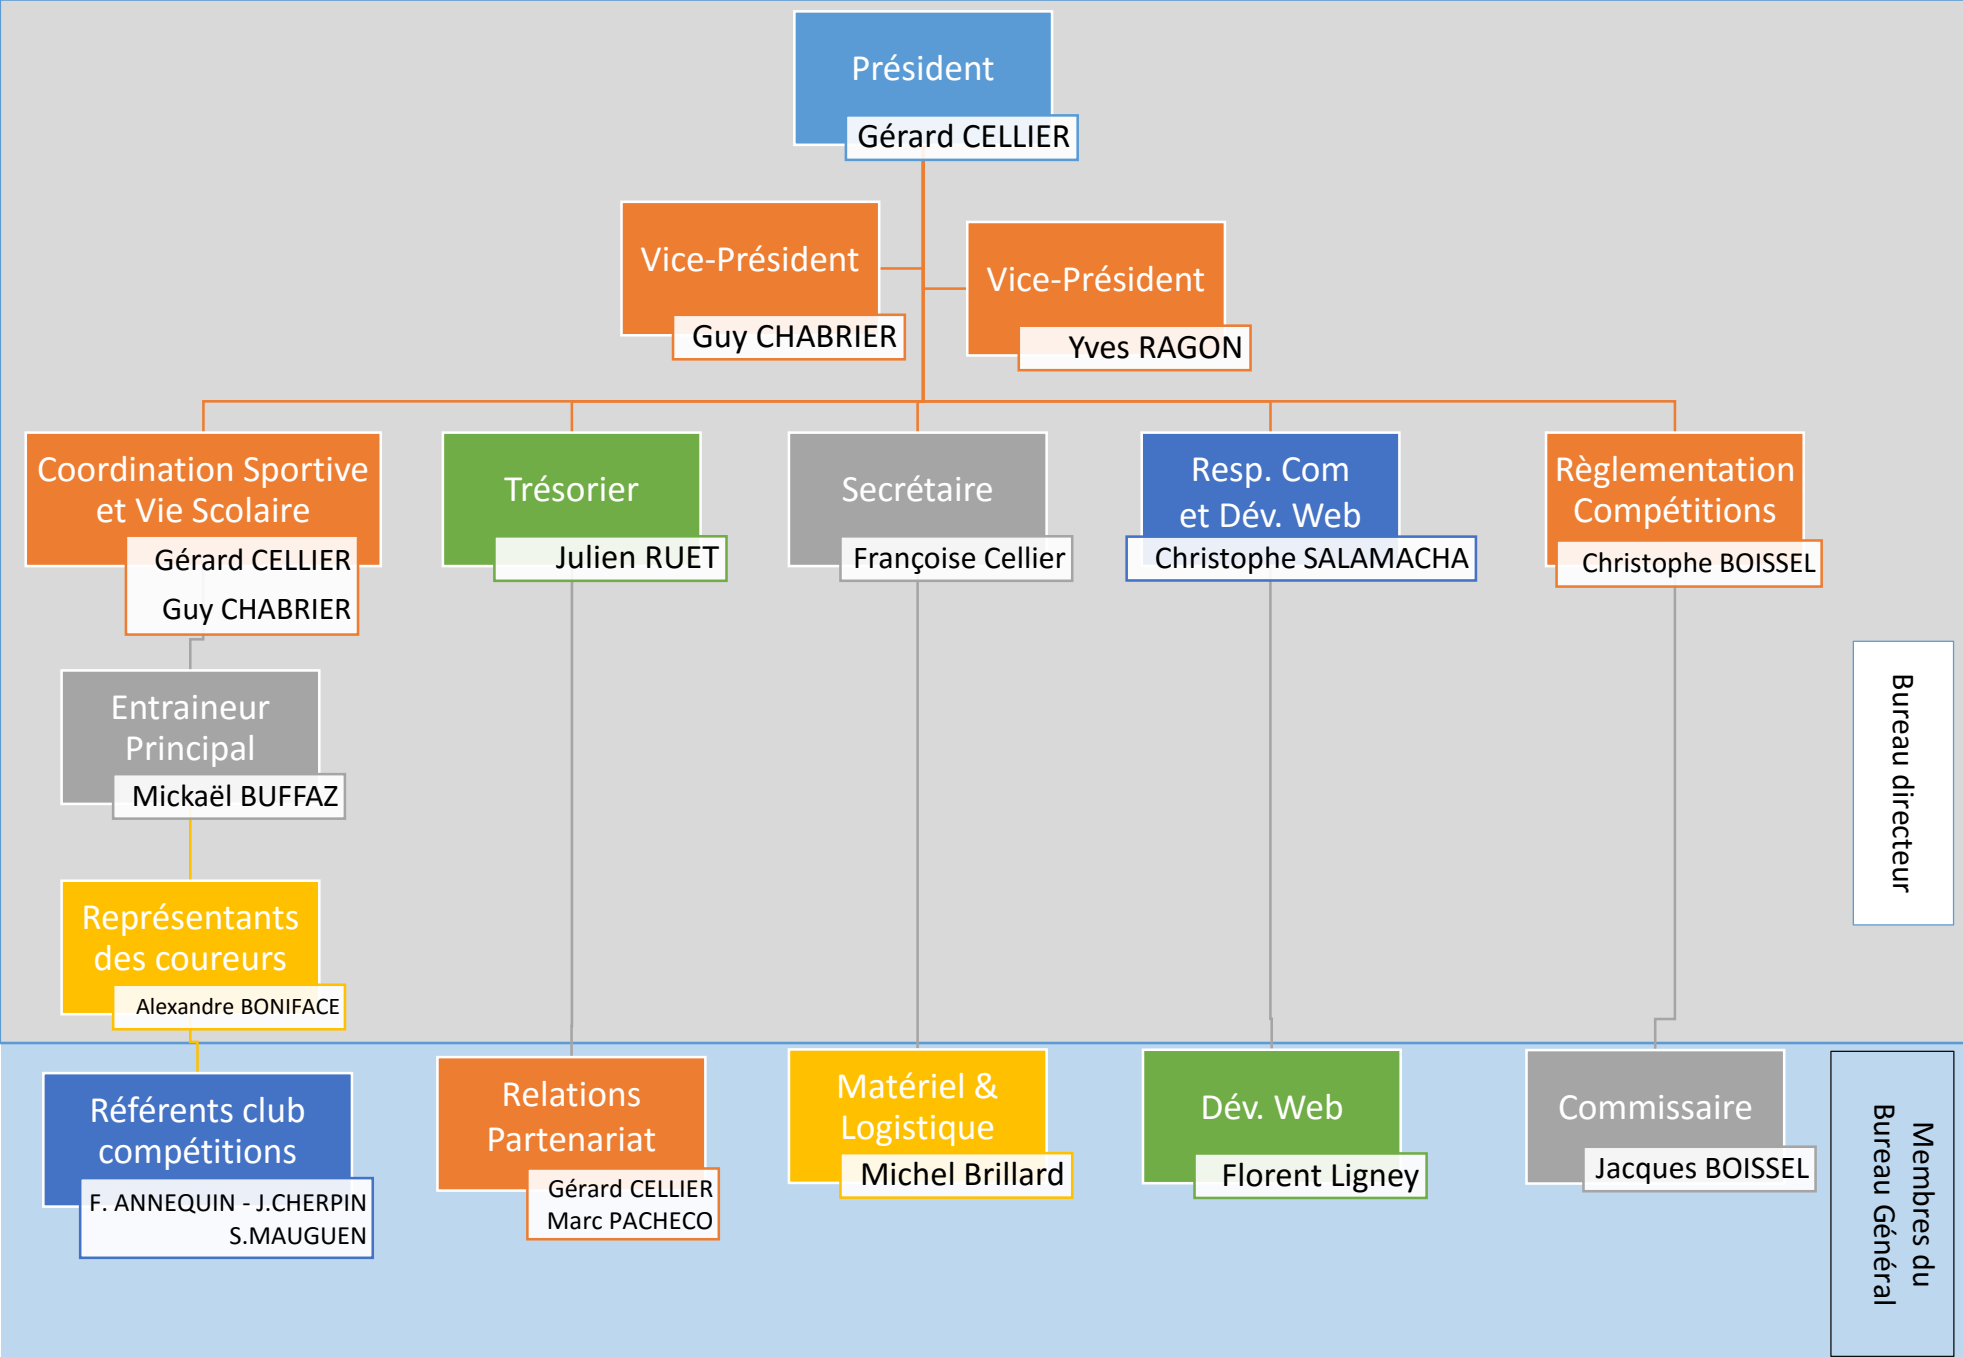 Président
Gérard CELLIER
Vice-Président
Guy CHABRIER
Vice-Président
Yves RAGON
Coordination Sportive
et Vie Scolaire
Gérard CELLIER
Guy CHABRIER
Trésorier
Julien RUET
Secrétaire
Françoise Cellier
Resp. Com
et Dév. Web
Christophe SALAMACHA
Règlementation
Compétitions
Christophe BOISSEL
Entraineur
Principal
Mickaël BUFFAZ
Représentants
des coureurs
Alexandre BONIFACE
Bureau directeur
Référents club
compétitions
F. ANNEQUIN - J.CHERPIN
S.MAUGUEN
Relations
Partenariat
Gérard CELLIER
Marc PACHECO
Matériel &
Logistique
Michel Brillard
Dév. Web
Florent Ligney
Commissaire
Jacques BOISSEL
Membres du
Bureau Général